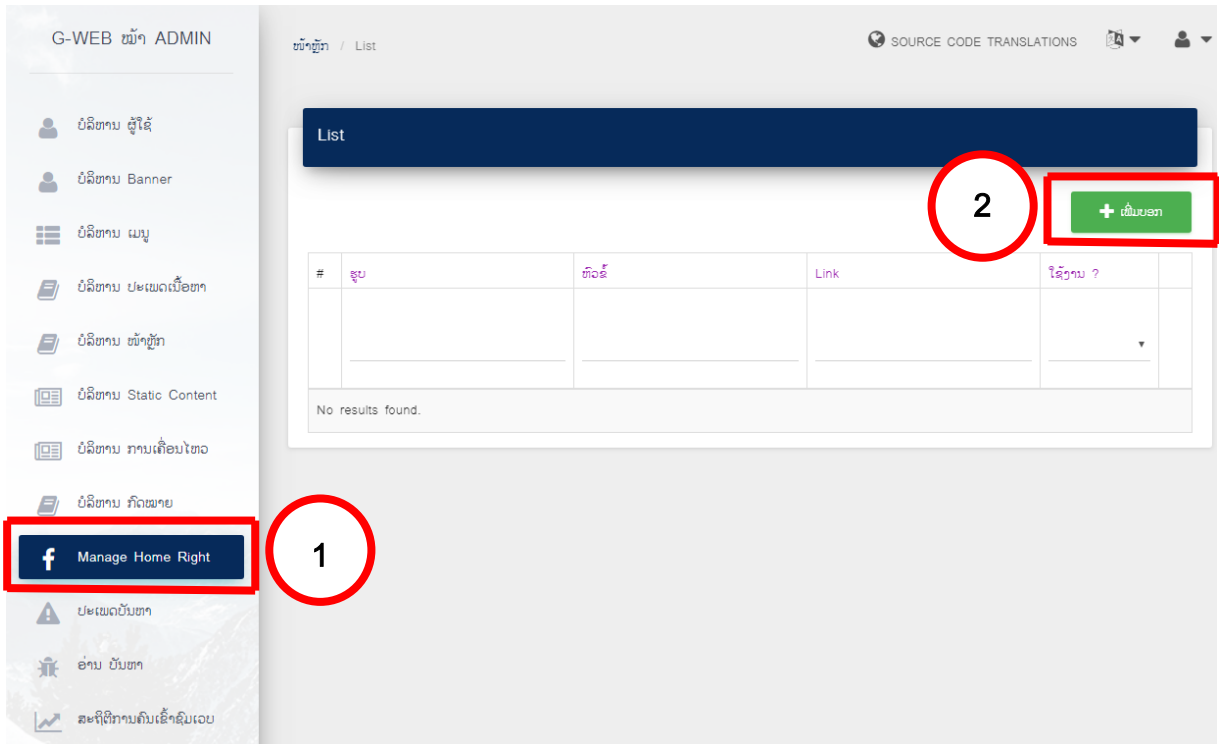 G-WEB ໜ້າ ADMIN
ໜ້າຫຼັກ / List
SOURCE CODE TRANSLATIONS
ບໍລິຫານ ຜູ້ໃຊ້
ບໍລິຫານ Banner
ບໍລິຫານ ເມນູ
ບໍລິຫານ ປະເພດເນື້ອຫາ
ບໍລິຫານ ໜ້າຫຼັກ
ບໍລິຫານ Static Content
ບໍລິຫານ ການເຄື່ອນໄຫວ
ບໍລິຫານ ກົດໝາຍ
Manage Home Right
1
ປະເພດບັນຫາ
ອ່ານ ບັນຫາ
ສະຖິຕິການຄົນເຂົ້າຊົມເວບ
List
2
ເພີ່ມບອກ
# ຮູບ ຫົວຂໍ້ Link ໃຊ້ງານ ?
No results found.